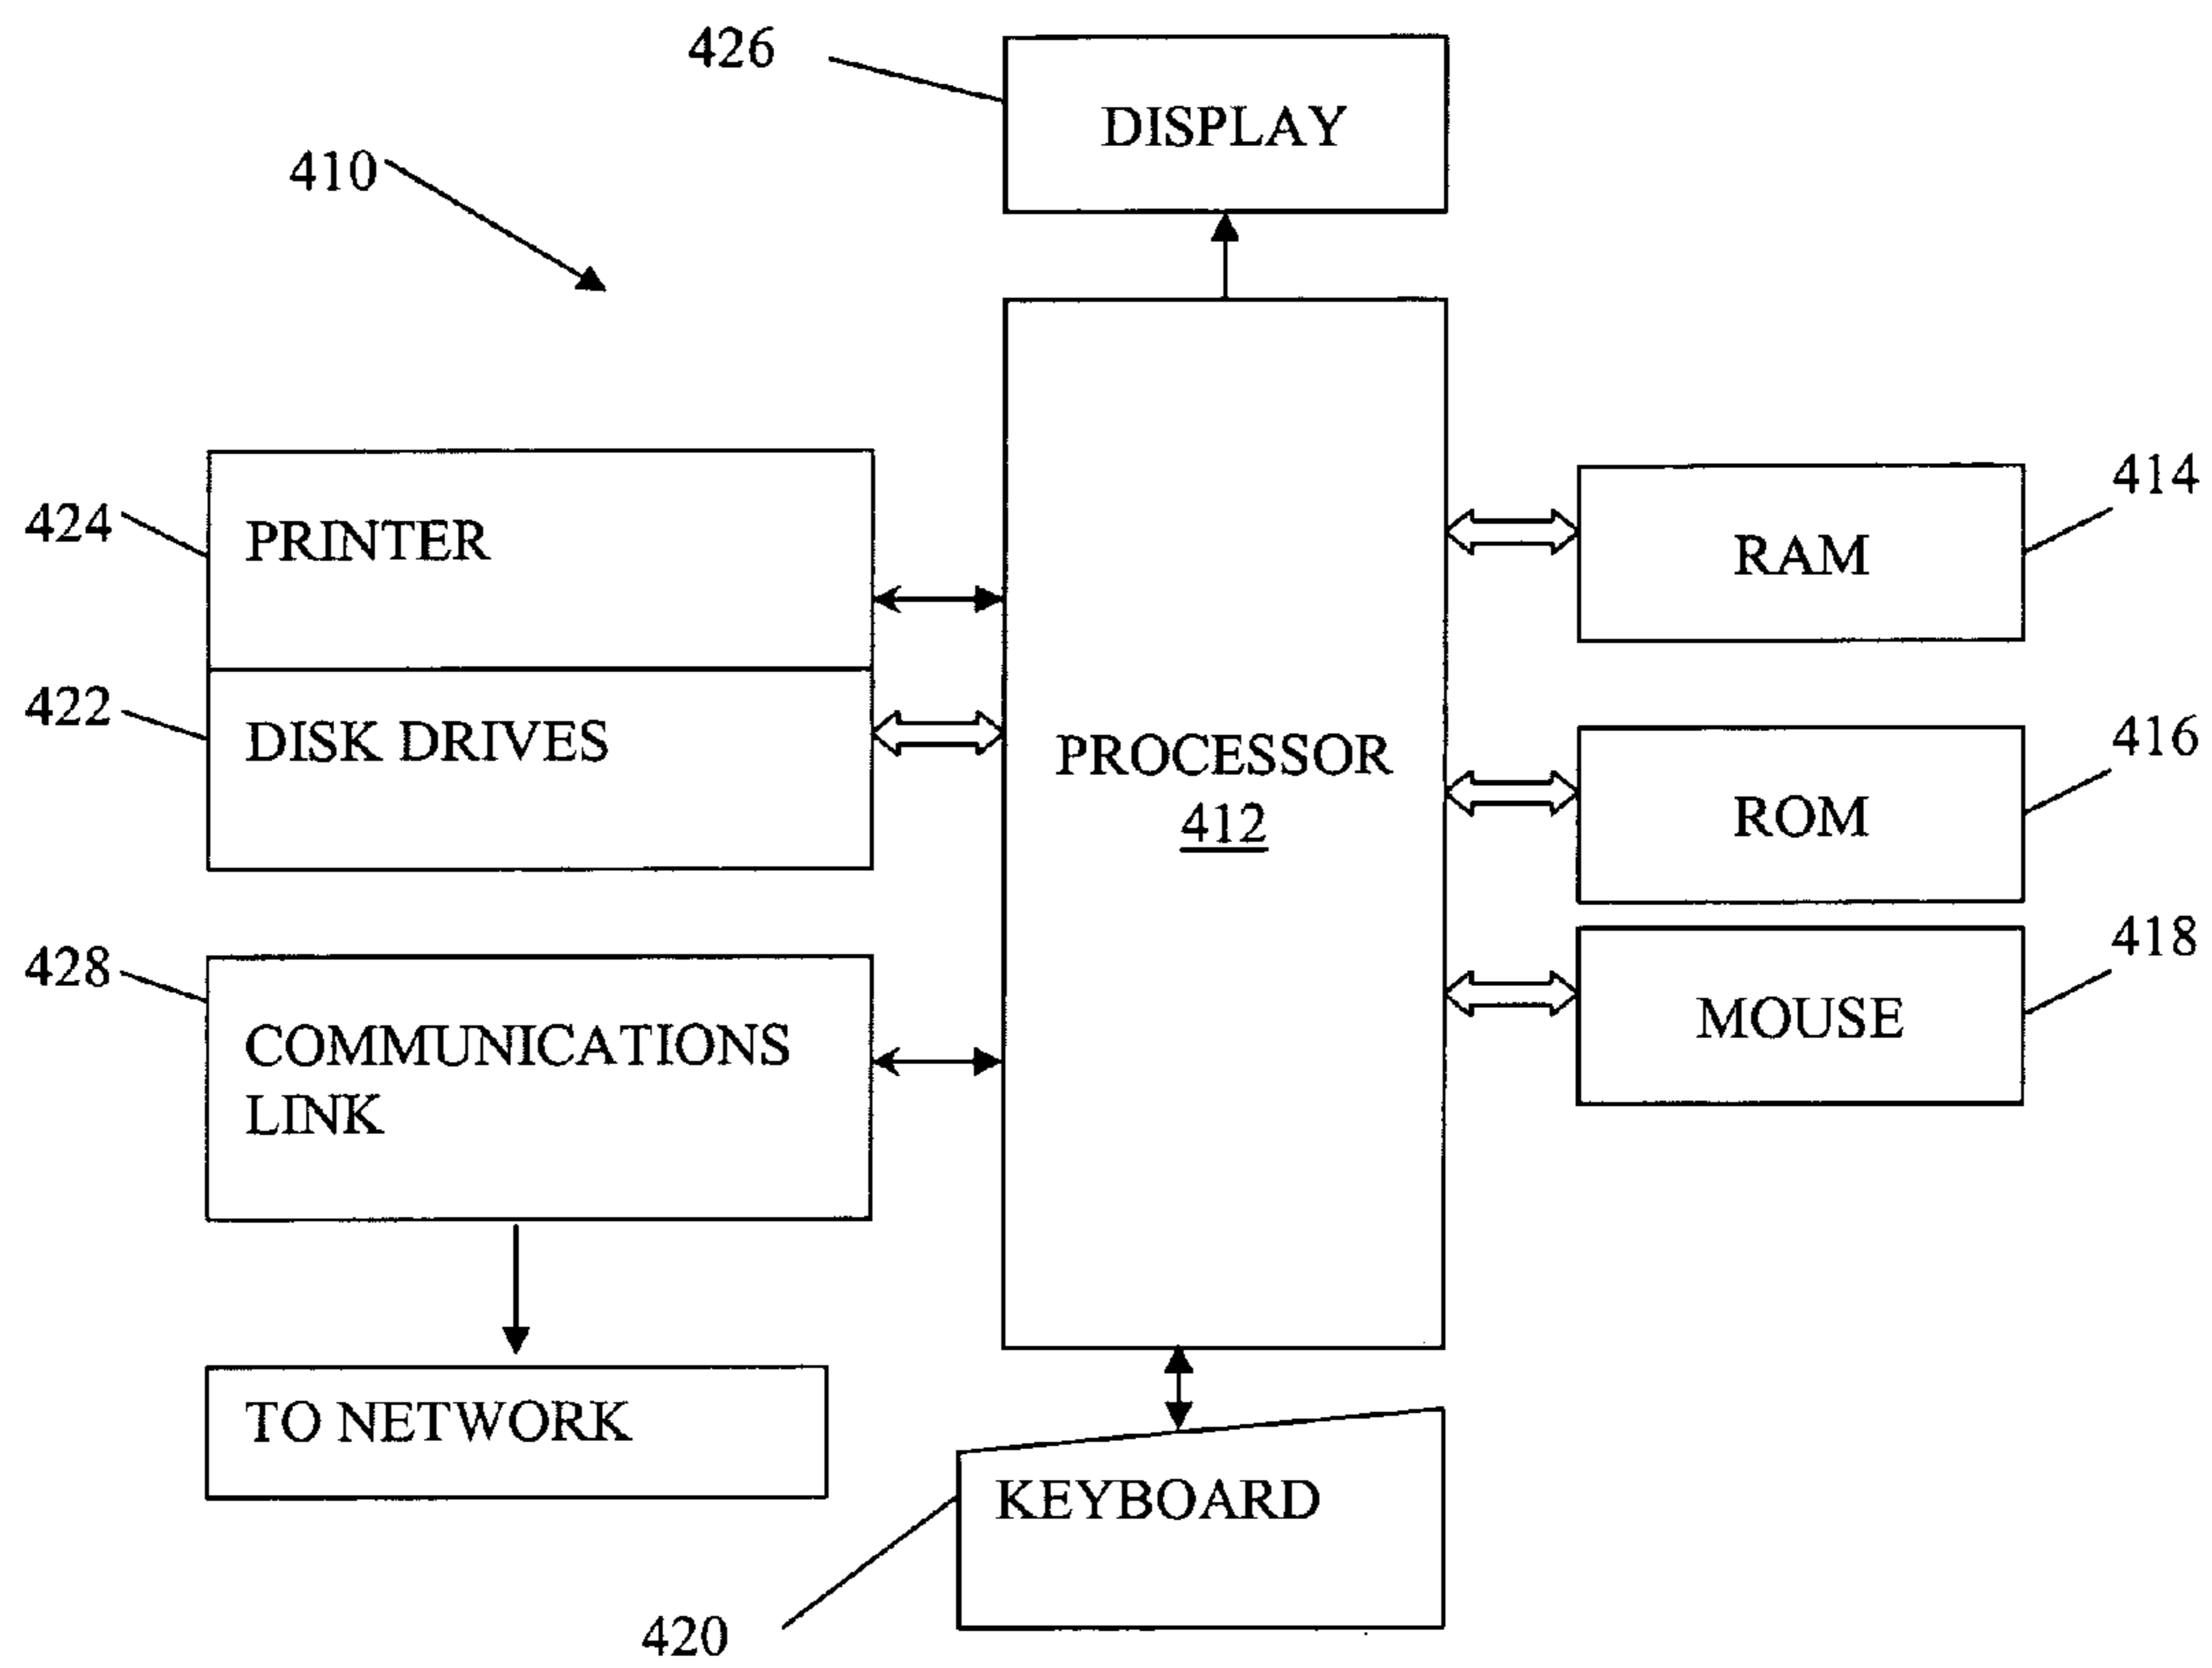 426
DISPLAY
410
424
PRINTER
422
DISK DRIVES
PROCESSOR
412
RAM
414
ROM
416
MOUSE
418
428
COMMUNICATIONS
LINK
TO NETWORK
KEYBOARD
420